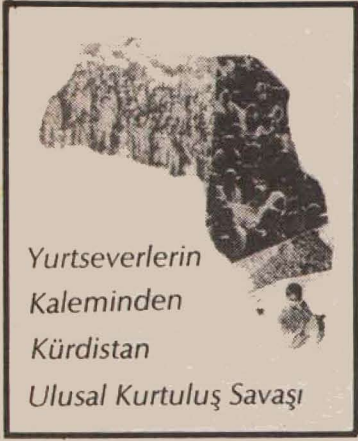 Yurtseverlerin
Kaleminden
Kürdistan
Ulusal Kurtuluş Savaşı